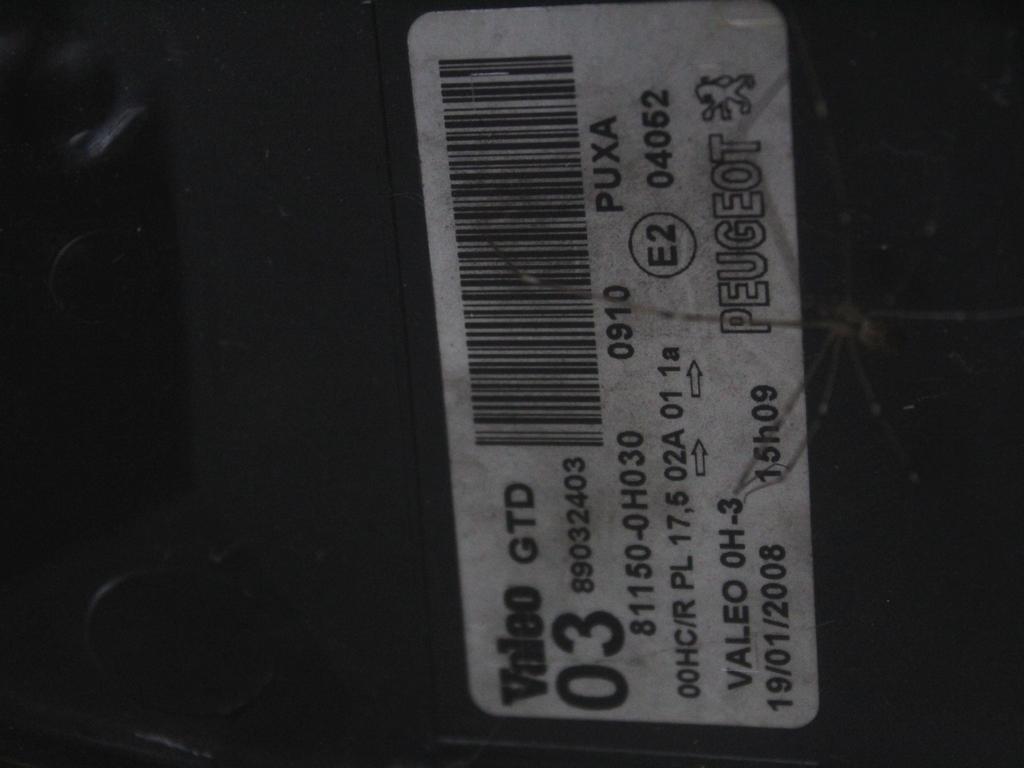 Valeo GTD
03 89032403
81150-0H030 0910 PUXA
00HC/R PL 17,5 02A 01 1a E2 04052
VALEO 0H-3
19/01/2008 15h09 PEUGEOT